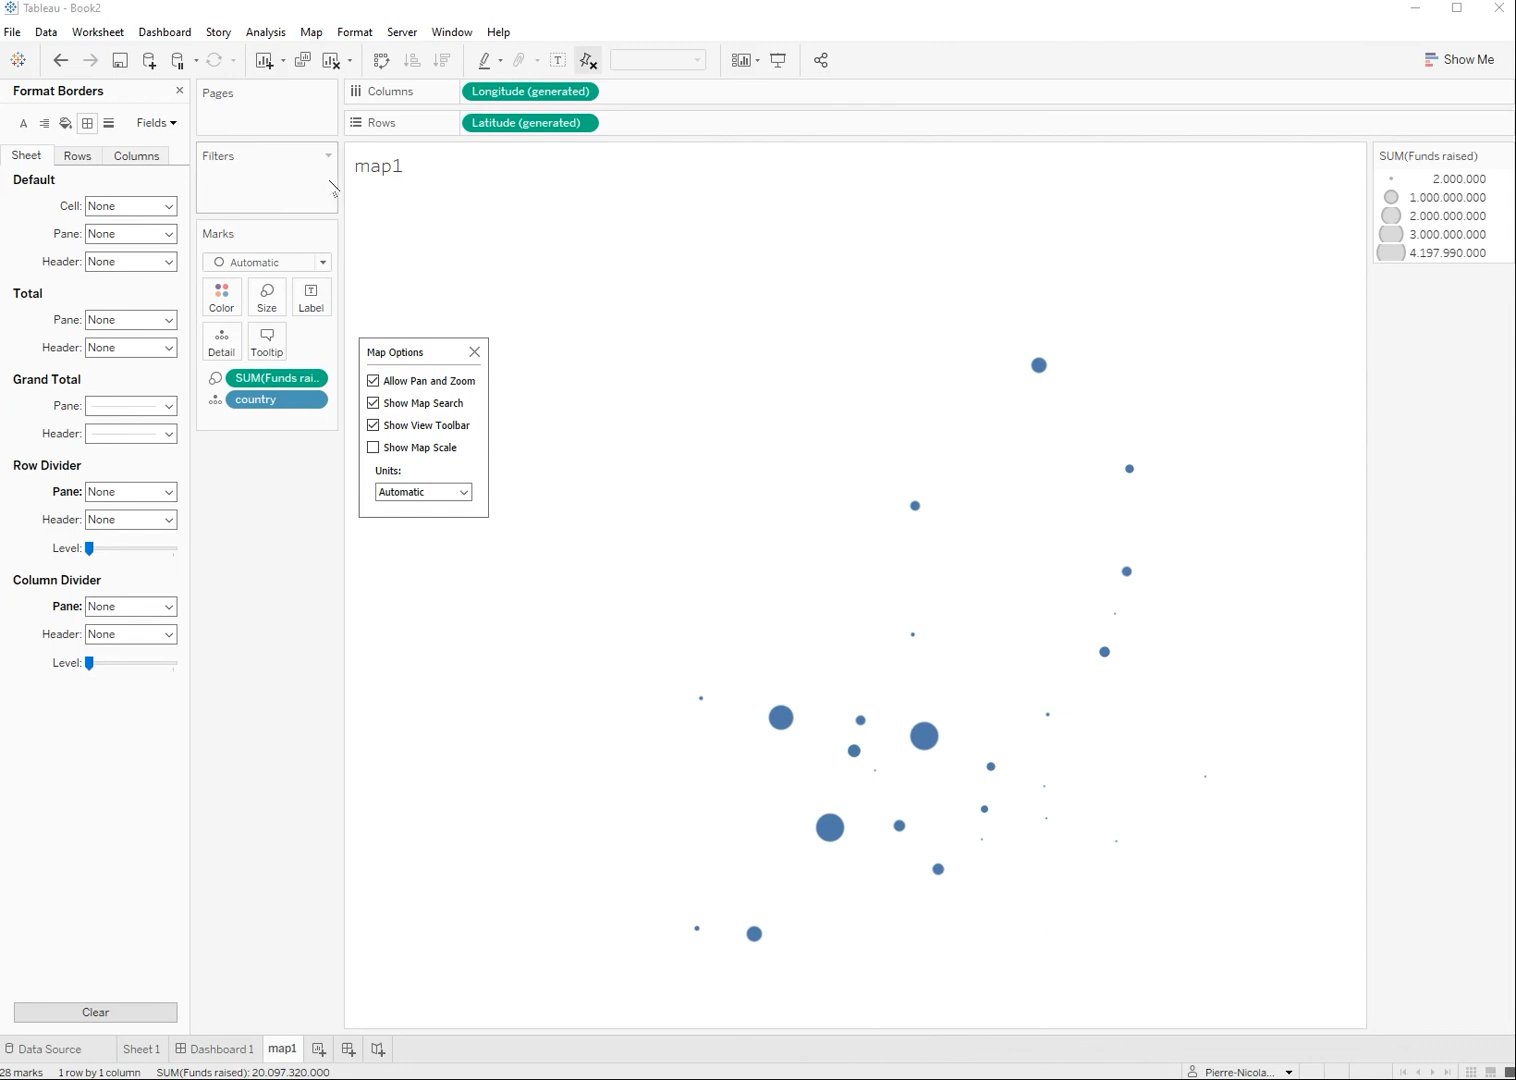 Tableau - Book2
File Data Worksheet Dashboard Story Analysis Map Format Server Window Help
Show Me
Format Borders
Fields
Sheet Rows Columns
Default
Cell: None
Pane: None
Header: None
Total
Pane: None
Header: None
Grand Total
Pane:
Header:
Row Divider
Pane: None
Header: None
Level:
Column Divider
Pane: None
Header: None
Level:
Clear
Pages
Filters
Marks
Automatic
Color Size Label
Detail Tooltip
SUM(Funds rai..
country
Columns Longitude (generated)
Rows Latitude (generated)
map1
Map Options
Allow Pan and Zoom
Show Map Search
Show View Toolbar
Show Map Scale
Units:
Automatic
SUM(Funds raised)
2.000.000
1.000.000.000
2.000.000.000
3.000.000.000
4.197.990.000
Data Source Sheet 1 Dashboard 1 map1
28 marks 1 row by 1 column SUM(Funds raised): 20.097.320.000 Pierre-Nicola...